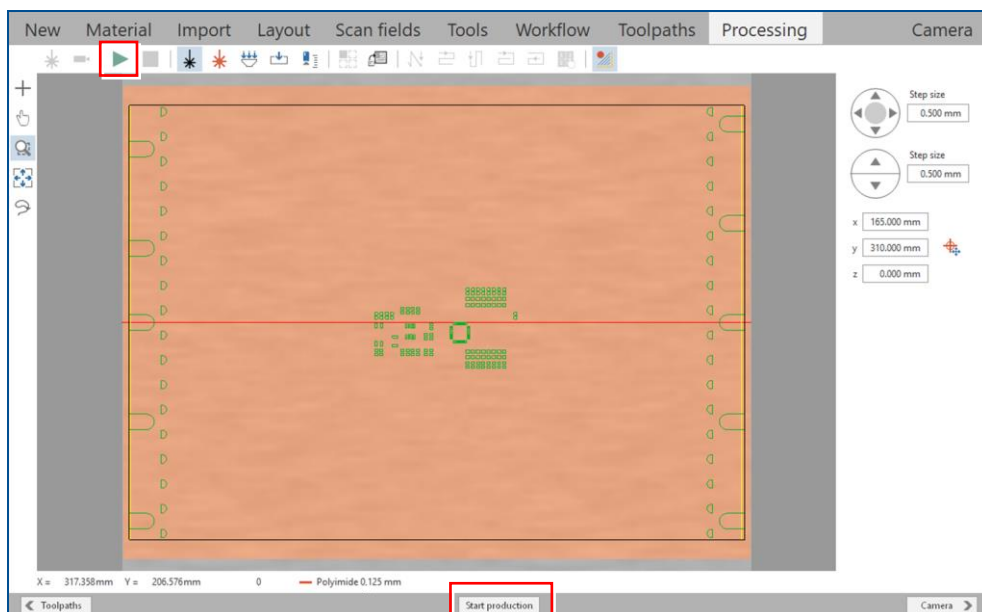 New Material Import Layout Scan fields Tools Workflow Toolpaths Processing Camera
Step size
0.500 mm
Step size
0.500 mm
x 165.000 mm
y 310.000 mm
z 0.000 mm
X = 317.358mm Y = 206.576mm 0 Polyimide 0.125 mm
Toolpaths Start production Camera